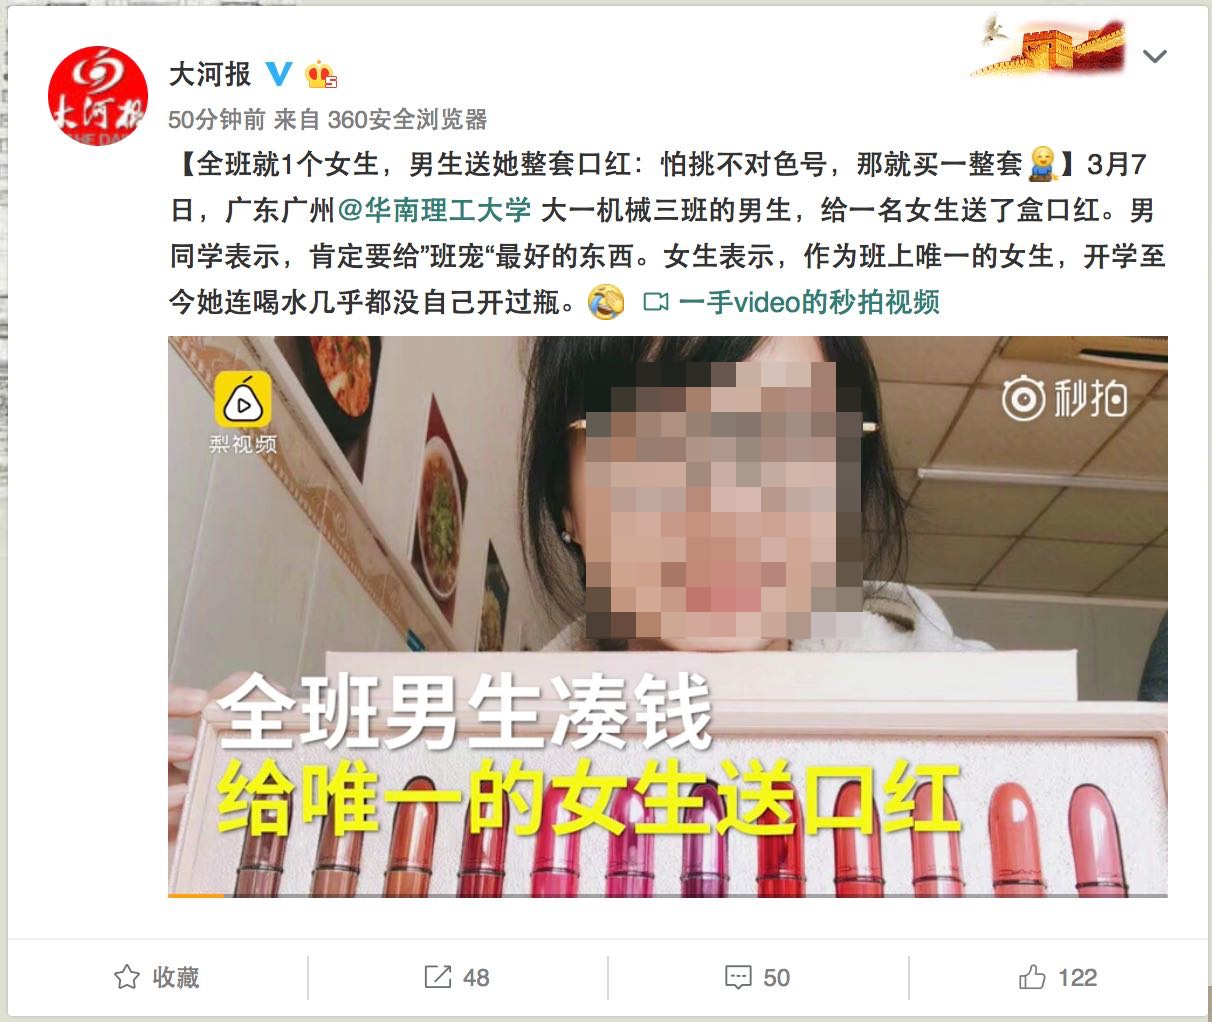 大河报
50分钟前 来自 360安全浏览器
【全班就1个女生，男生送她整套口红：怕挑不对色号，那就买一整套】3月7
日，广东广州@华南理工大学 大一机械三班的男生，给一名女生送了盒口红。男
同学表示，肯定要给”班宠“最好的东西。女生表示，作为班上唯一的女生，开学至
今她连喝水几乎都没自己开过瓶。 一手video的秒拍视频
梨视频
秒拍
全班男生凑钱
给唯一的女生送口红
收藏 48 50 122